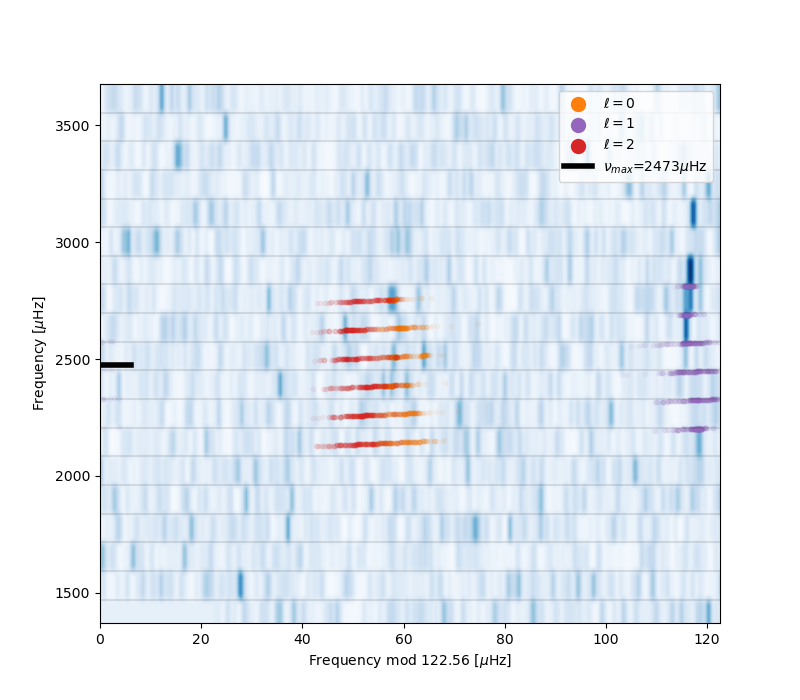 3500
3000
2500
2000
1500
Frequency [μHz]
0 20 40 60 80 100 120
Frequency mod 122.56 [μHz]
ℓ = 0
ℓ = 1
ℓ = 2
ν_max=2473μHz